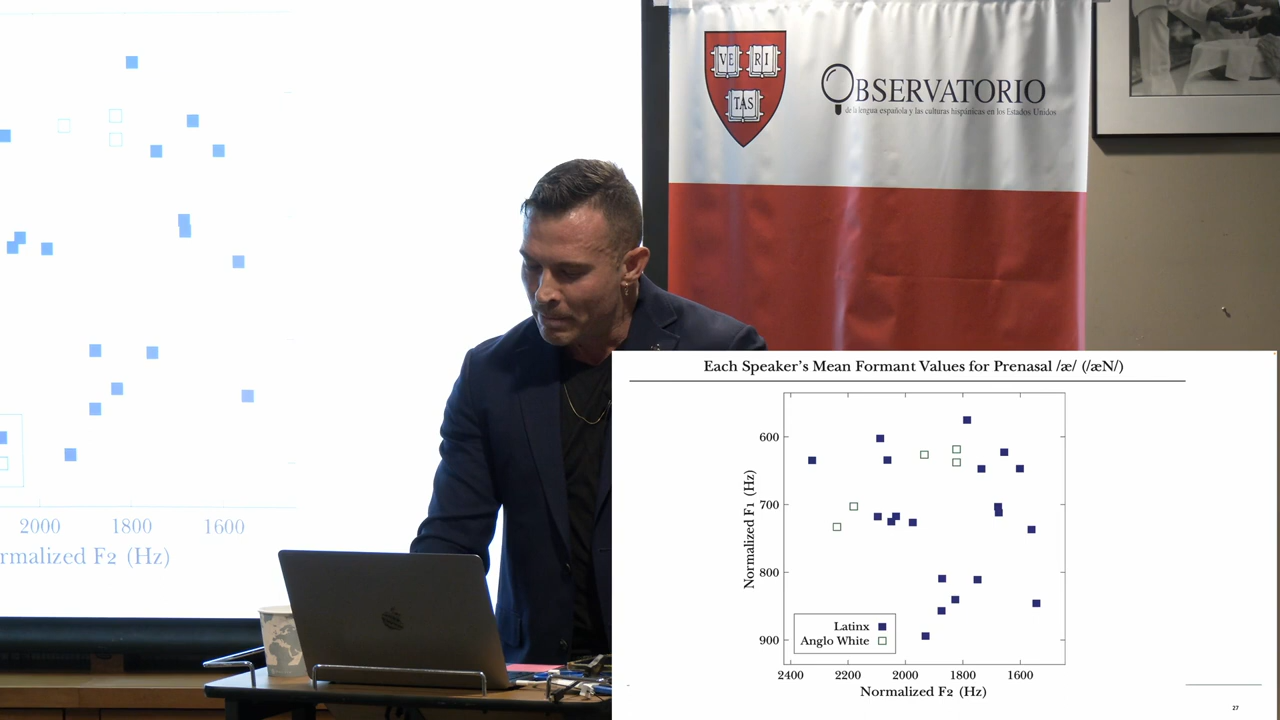 VE RI
TAS
OBSERVATORIO
de la lengua española y las culturas hispánicas en los Estados Unidos
2000 1800 1600
rmalized F2 (Hz)
Each Speaker's Mean Formant Values for Prenasal /æ/ (/æN/)
Normalized F1 (Hz)
600
700
800
900
Latinx
Anglo White
2400 2200 2000 1800 1600
Normalized F2 (Hz)
27